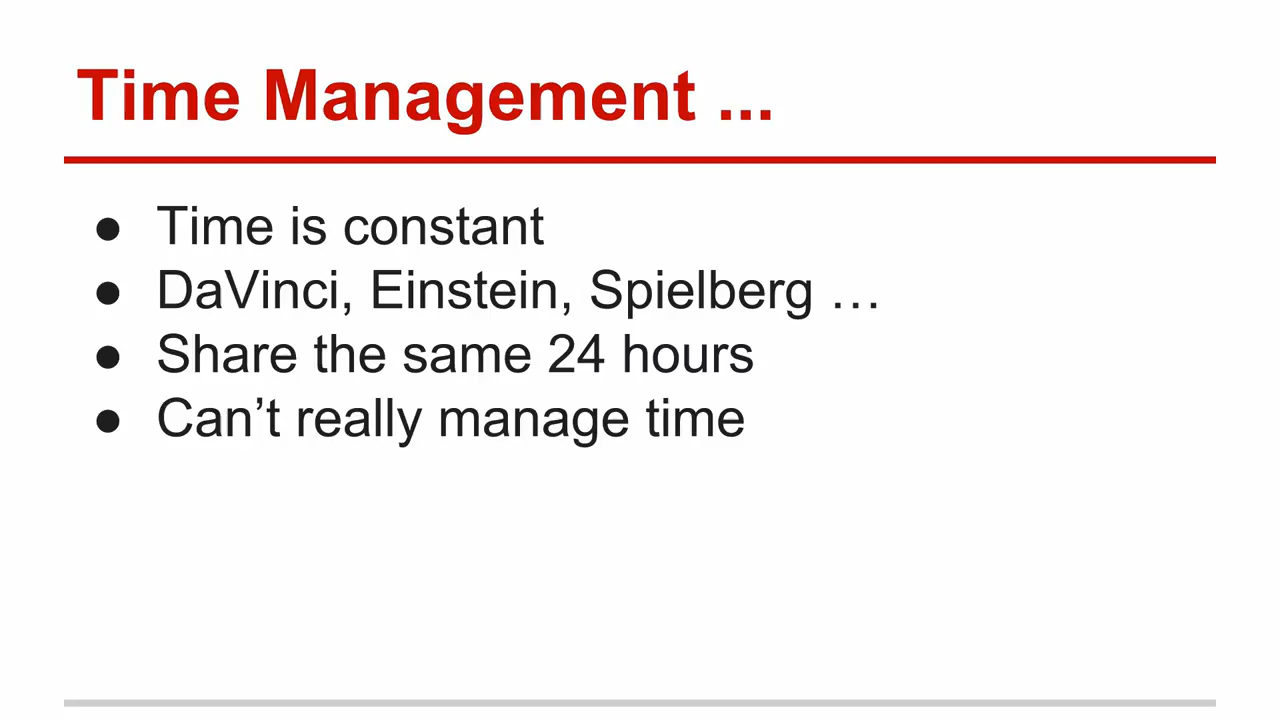 Time Management ...
● Time is constant
● DaVinci, Einstein, Spielberg …
● Share the same 24 hours
● Can’t really manage time